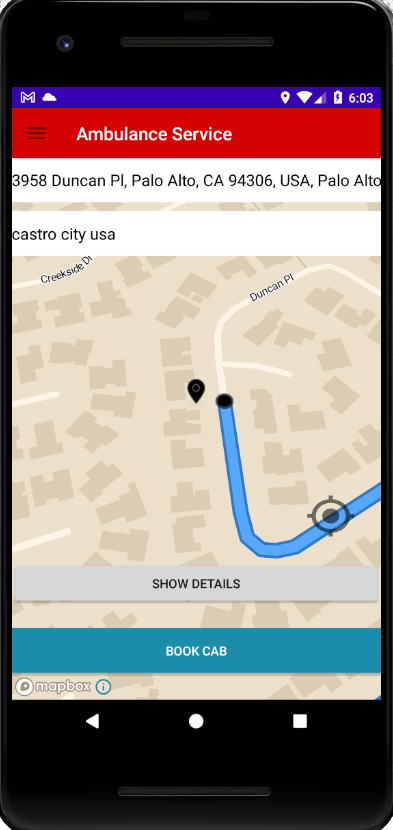 6:03
Ambulance Service
3958 Duncan Pl, Palo Alto, CA 94306, USA, Palo Alto
castro city usa
Creekside Dr
Duncan Pl
SHOW DETAILS
BOOK CAB
mapbox